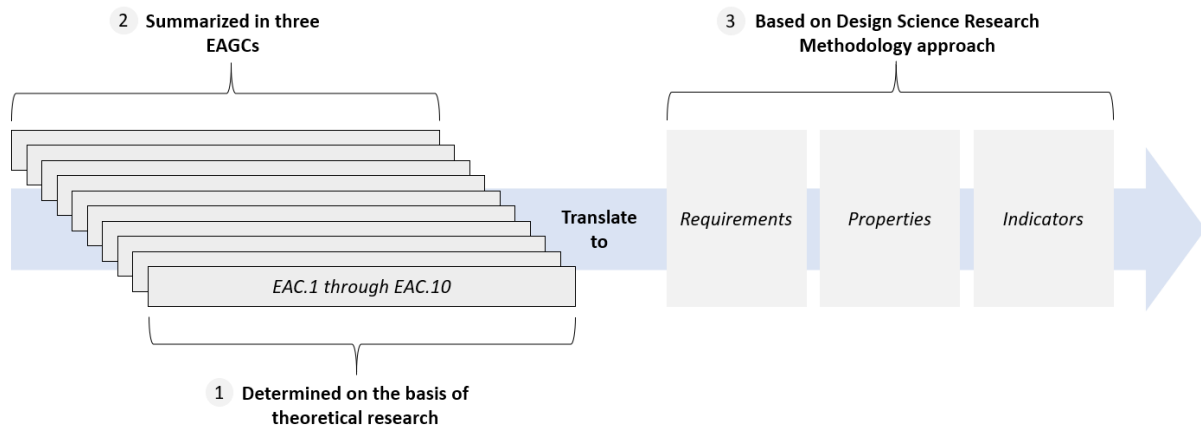 2 Summarized in three
EAGCs
3 Based on Design Science Research
Methodology approach
Translate
to
Requirements
Properties
Indicators
EAC.1 through EAC.10
1 Determined on the basis of
theoretical research